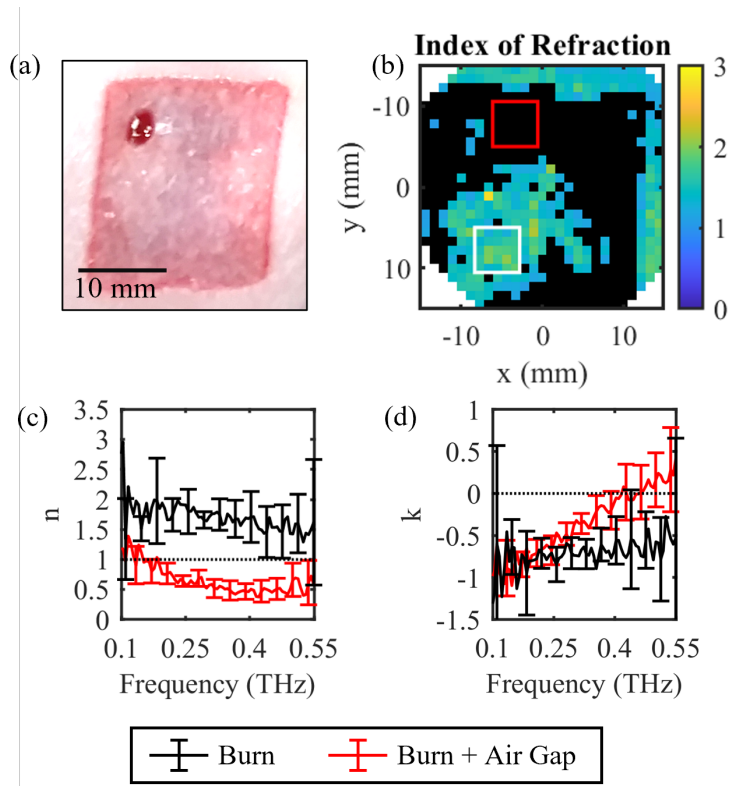 (a)
10 mm
(b)
Index of Refraction
y (mm)
-10
0
10
-10
0
10
x (mm)
3
2
1
0
(c)
n
3.5
3
2.5
2
1.5
1
0.5
0
0.1
0.25
0.4
0.55
Frequency (THz)
(d)
k
1
0.5
0
-0.5
-1
-1.5
0.1
0.25
0.4
0.55
Frequency (THz)
Burn
Burn + Air Gap